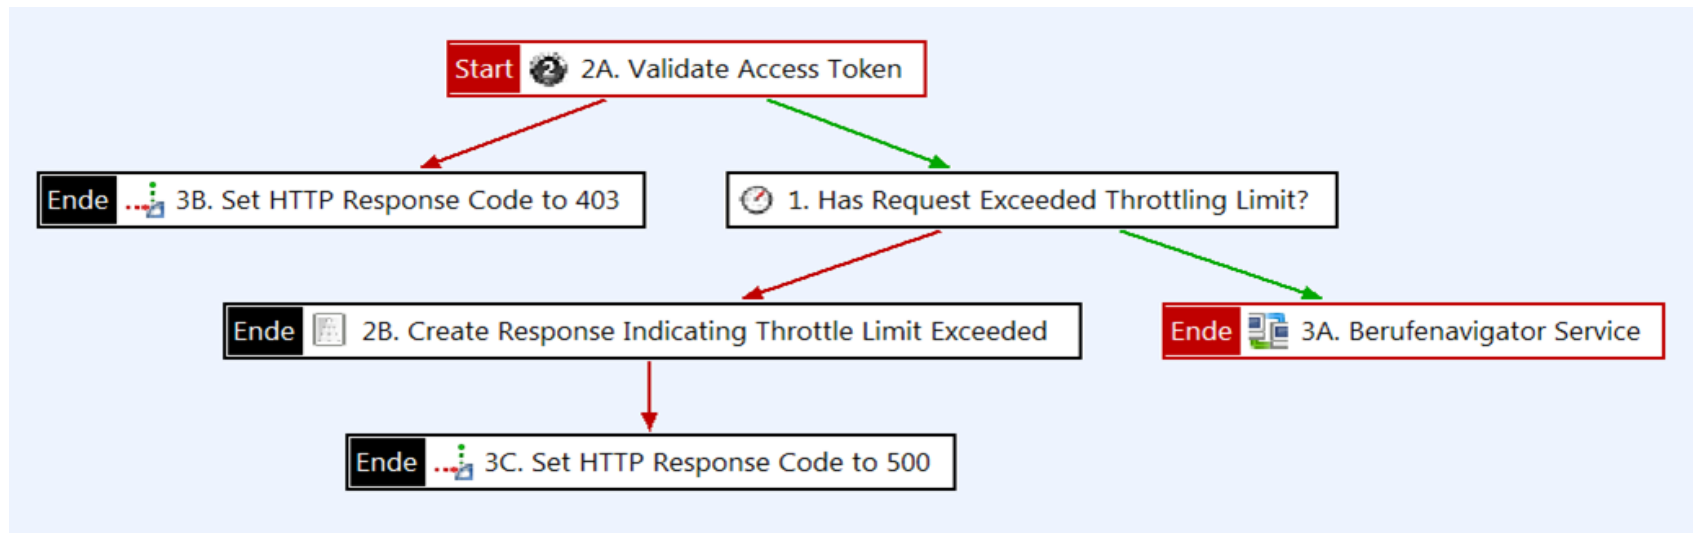 Start 2 2A. Validate Access Token
Ende 3B. Set HTTP Response Code to 403
1. Has Request Exceeded Throttling Limit?
Ende 2B. Create Response Indicating Throttle Limit Exceeded
Ende 3A. Berufenavigator Service
Ende 3C. Set HTTP Response Code to 500